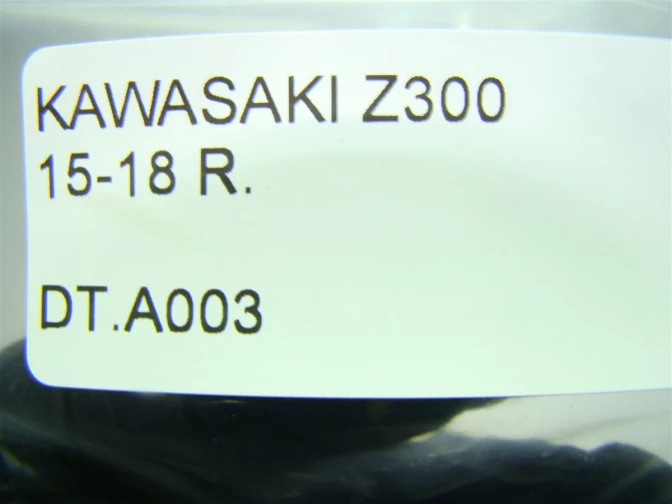 KAWASAKI Z300
15-18 R.
DT.A003